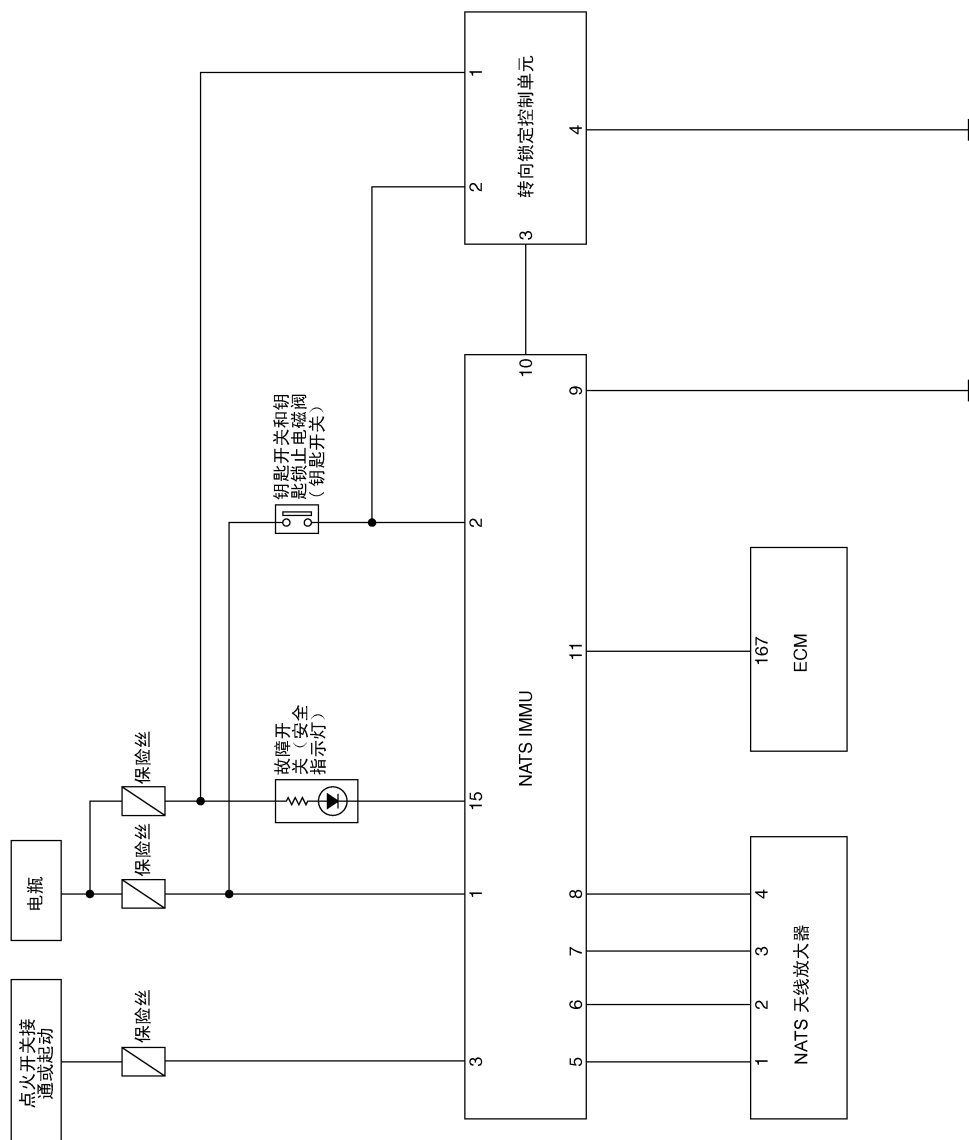 电瓶
点火开关接
通或起动
保险丝
保险丝
保险丝
故障开
关（安全
指示灯）
钥匙开关和钥
匙锁止电磁阀
（钥匙开关）
3
1
15
2
10
NATS IMMU
5
6
7
8
11
9
1
2
3
4
NATS 天线放大器
167
ECM
1
2
3
4
转向锁定控制单元